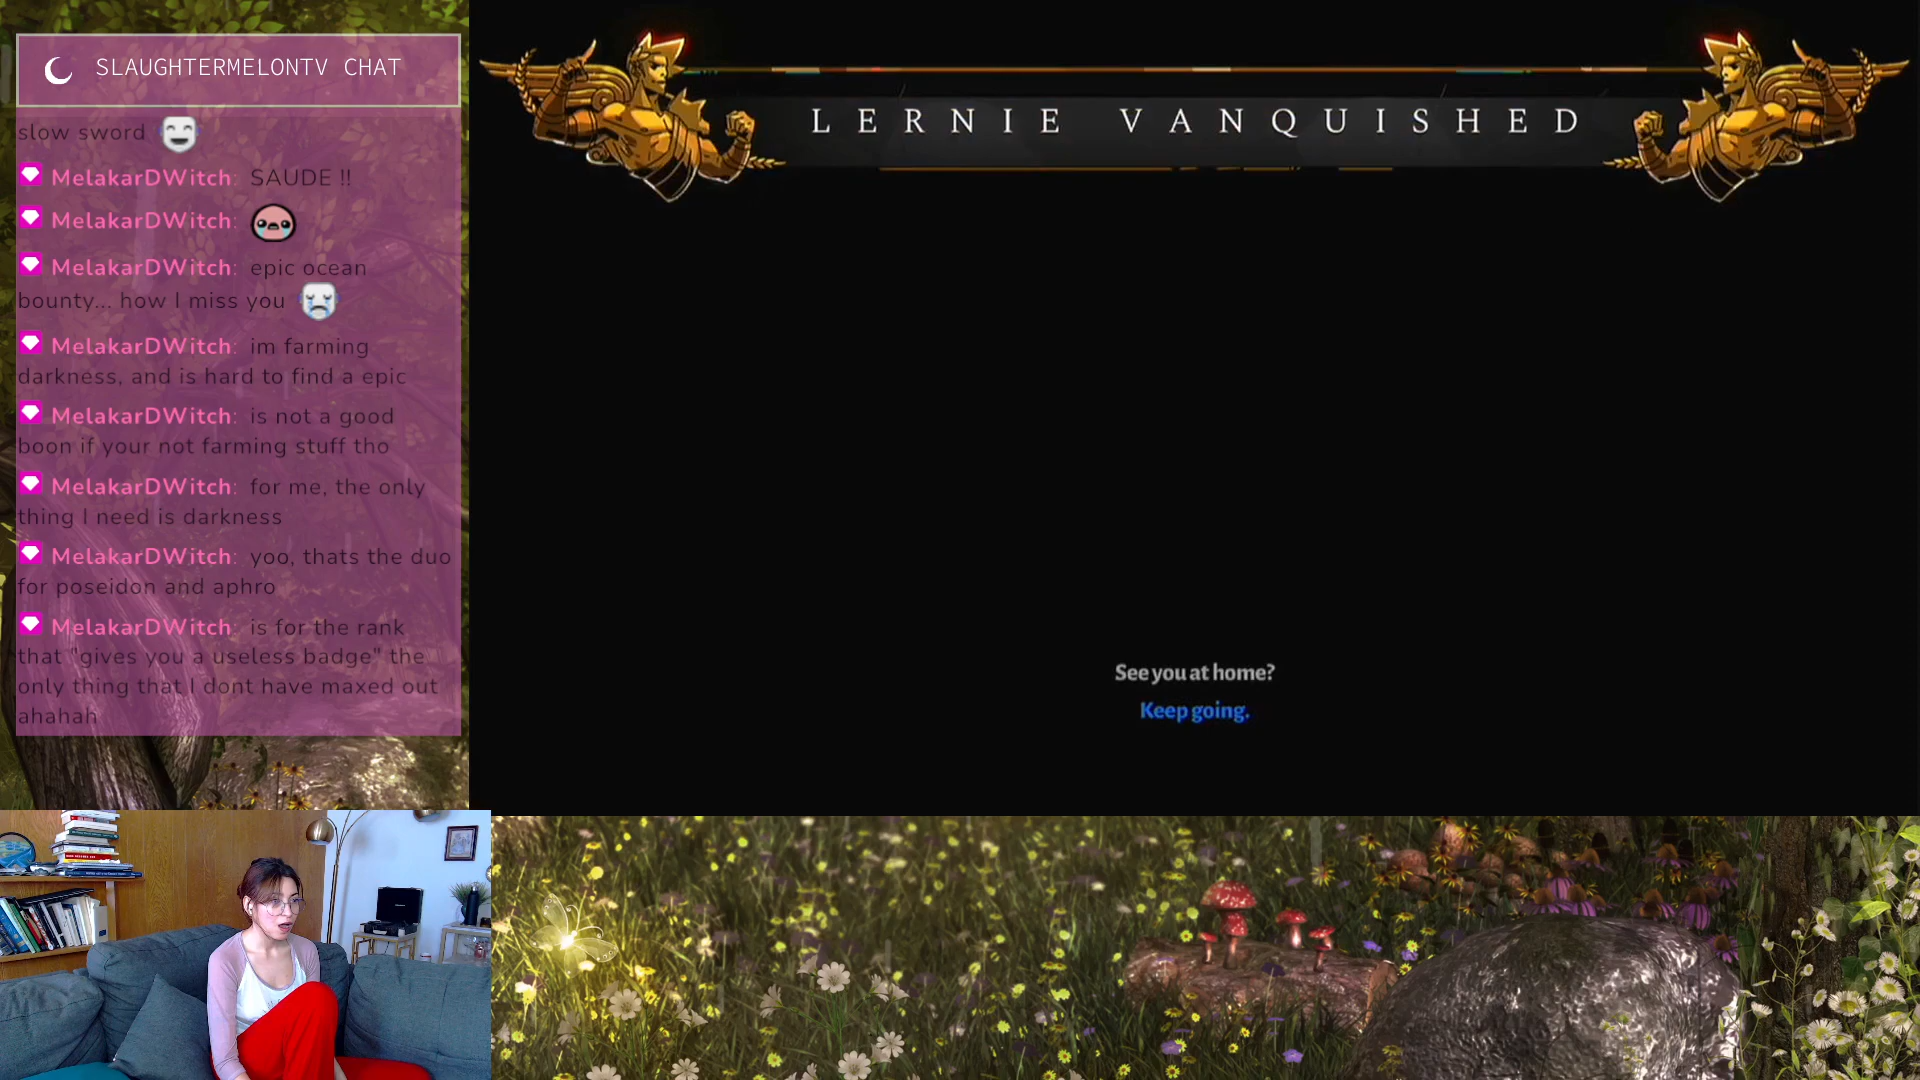 SLAUGHTERMELONTV CHAT
slow sword
MelakarDWitch: SAUDE !!
MelakarDWitch:
MelakarDWitch: epic ocean
bounty... how I miss you
MelakarDWitch: im farming
darkness, and is hard to find a epic
MelakarDWitch: is not a good
boon if your not farming stuff tho
MelakarDWitch: for me, the only
thing I need is darkness
MelakarDWitch: yoo, thats the duo
for poseidon and aphro
MelakarDWitch: is for the rank
that "gives you a useless badge" the
only thing that I dont have maxed out
ahahah
LERNIE VANQUISHED
See you at home?
Keep going.